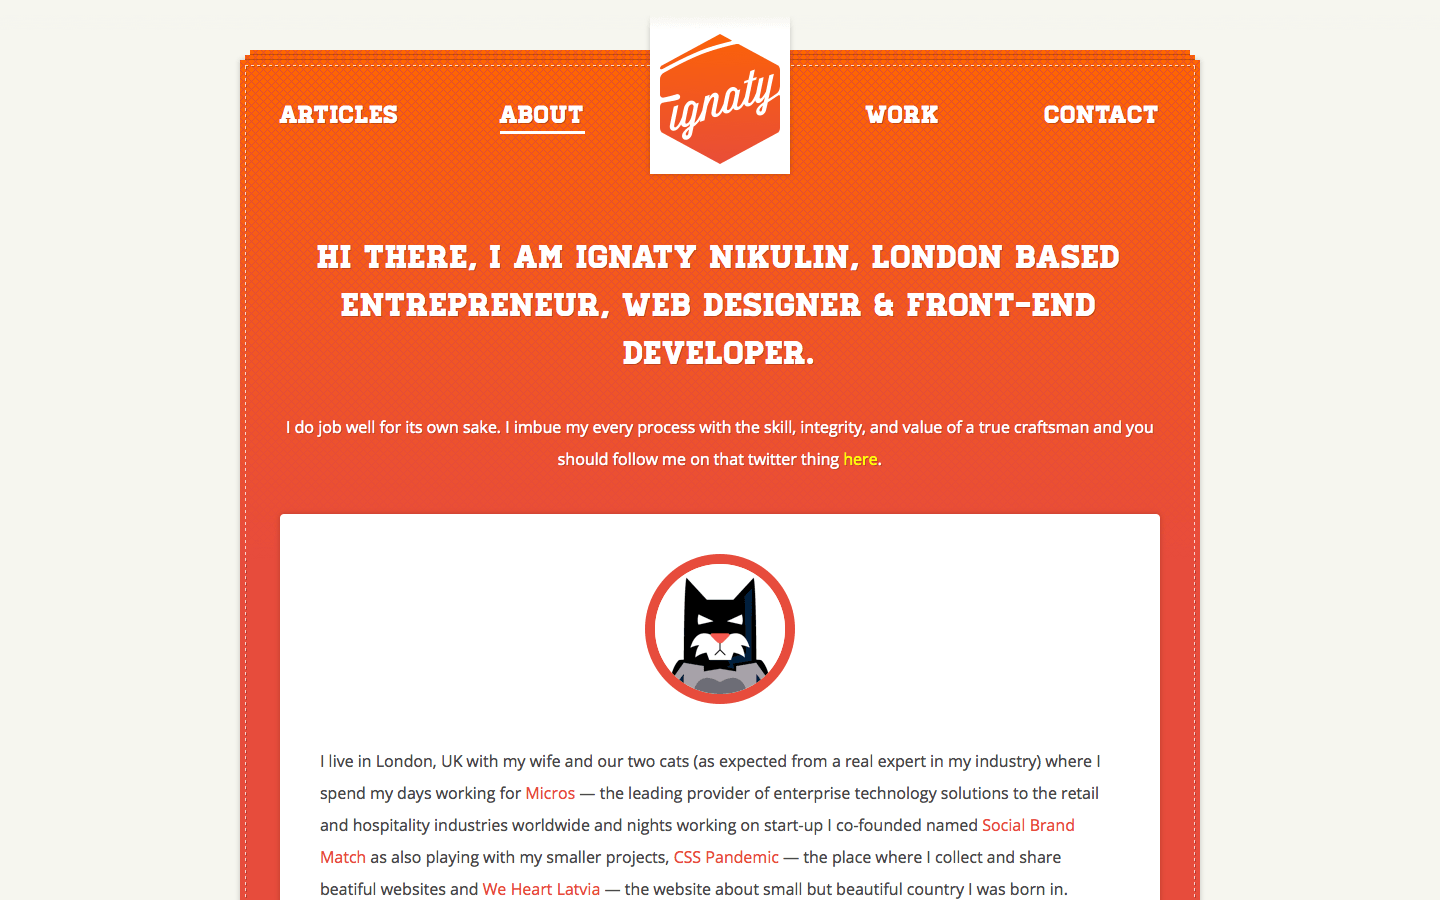 ARTICLES ABOUT ignaty WORK CONTACT
HI THERE, I AM IGNATY NIKULIN, LONDON BASED
ENTREPRENEUR, WEB DESIGNER & FRONT-END
DEVELOPER.
I do job well for its own sake. I imbue my every process with the skill, integrity, and value of a true craftsman and you
should follow me on that twitter thing here.
I live in London, UK with my wife and our two cats (as expected from a real expert in my industry) where I
spend my days working for Micros — the leading provider of enterprise technology solutions to the retail
and hospitality industries worldwide and nights working on start-up I co-founded named Social Brand
Match as also playing with my smaller projects, CSS Pandemic — the place where I collect and share
beatiful websites and We Heart Latvia — the website about small but beautiful country I was born in.